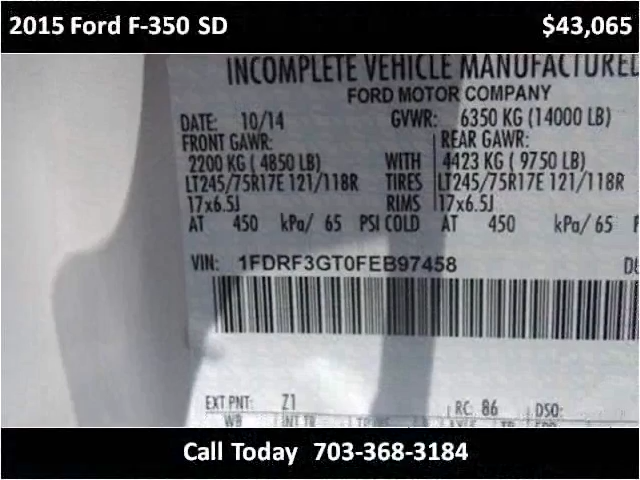 2015 Ford F-350 SD $43,065
INCOMPLETE VEHICLE MANUFACTURED
FORD MOTOR COMPANY
DATE: 10/14 GVWR: 6350 KG (14000 LB)
FRONT GAWR: REAR GAWR:
2200 KG ( 4850 LB) WITH 4423 KG ( 9750 LB)
LT245/75R17E 121/118R TIRES LT245/75R17E 121/118R
17x6.5J RIMS 17x6.5J
AT 450 kPa/ 65 PSI COLD AT 450 kPa/ 65
VIN: 1FDRF3GT0FEB97458
EXT PNT: Z1 RC: 86 DSO:
WB INT TR
Call Today 703-368-3184